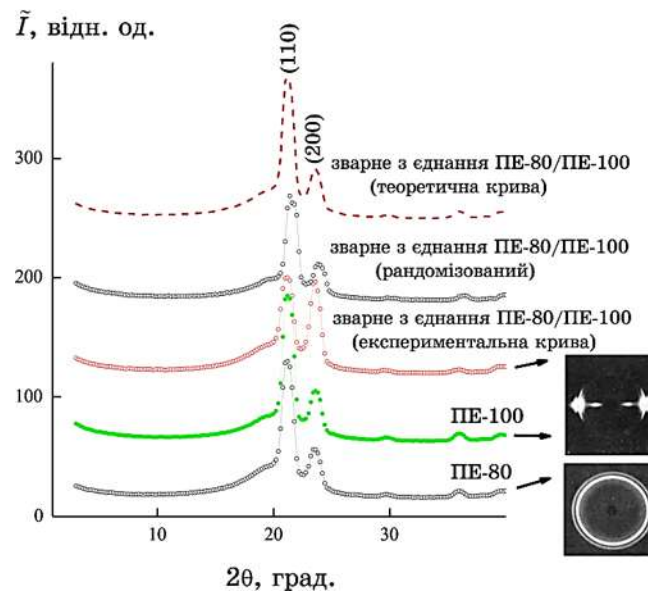 Ĩ, відн. од.
(110)
(200)
300
200
100
0
зварне з єднання ПЕ-80/ПЕ-100
(теоретична крива)
зварне з єднання ПЕ-80/ПЕ-100
(рандомізований)
зварне з єднання ПЕ-80/ПЕ-100
(експериментальна крива)
ПЕ-100
ПЕ-80
10
20
30
2θ, град.